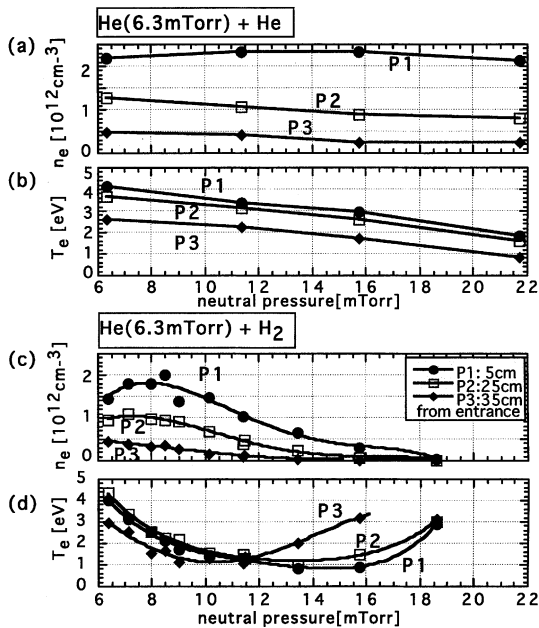 He(6.3mTorr) + He
(a)
2
1
0
n_e [10^12 cm-3]
P1
P2
P3
(b)
5
4
3
2
1
0
T_e [eV]
P1
P2
P3
6 8 10 12 14 16 18 20 22
neutral pressure[mTorr]
He(6.3mTorr) + H2
(c)
2
1
0
n_e [10^12 cm-3]
P1
P2
P3
P1: 5cm
P2:25cm
P3:35cm
from entrance
(d)
5
4
3
2
1
0
T_e [eV]
P3
P2
P1
6 8 10 12 14 16 18 20 22
neutral pressure[mTorr]